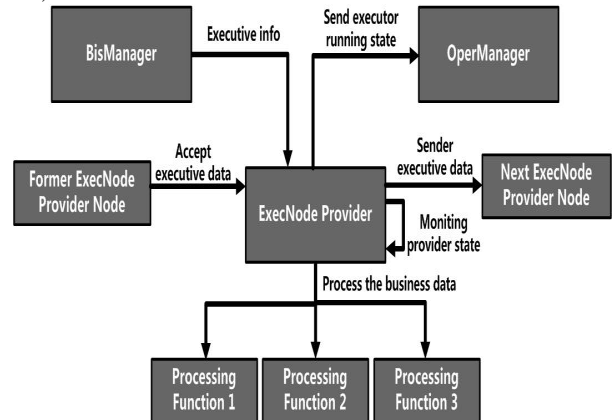 BisManager
Executive info
Send executor
running state
OperManager
Former ExecNode
Provider Node
Accept
executive data
ExecNode Provider
Sender
executive data
Next ExecNode
Provider Node
Moniting
provider state
Process the business data
Processing
Function 1
Processing
Function 2
Processing
Function 3